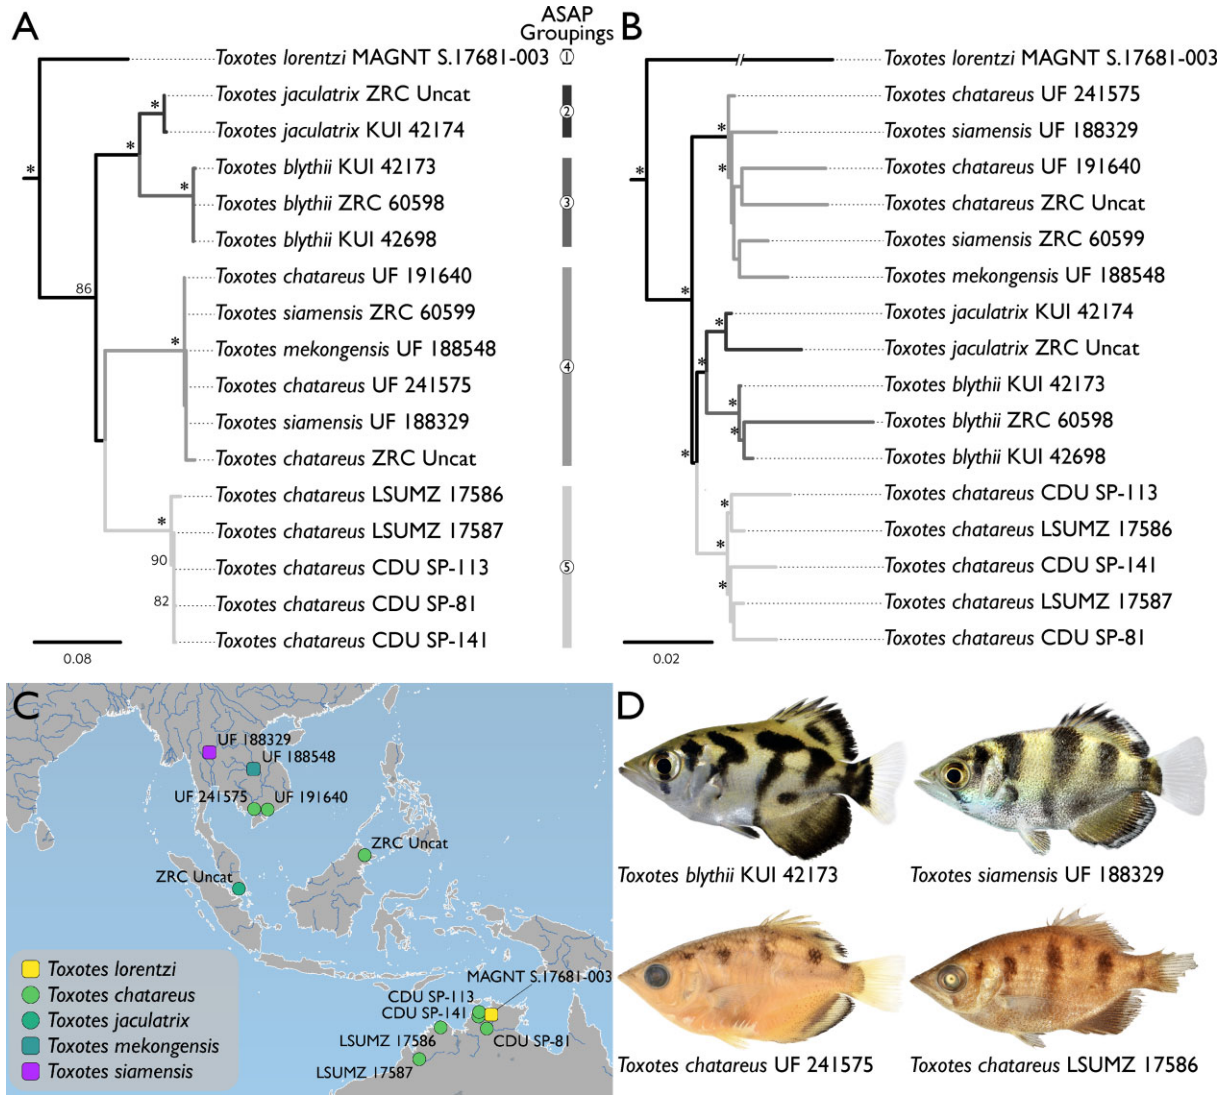 A
ASAP
Groupings
Toxotes lorentzi MAGNT S.17681-003
1
Toxotes jaculatrix ZRC Uncat
*
2
Toxotes jaculatrix KUI 42174
*
Toxotes blythii KUI 42173
*
*
Toxotes blythii ZRC 60598
3
Toxotes blythii KUI 42698
Toxotes chatareus UF 191640
86
Toxotes siamensis ZRC 60599
*
Toxotes mekongensis UF 188548
4
Toxotes chatareus UF 241575
Toxotes siamensis UF 188329
Toxotes chatareus ZRC Uncat
Toxotes chatareus LSUMZ 17586
*
Toxotes chatareus LSUMZ 17587
90
Toxotes chatareus CDU SP-113
5
82
Toxotes chatareus CDU SP-81
Toxotes chatareus CDU SP-141
0.08
B
Toxotes lorentzi MAGNT S.17681-003
//
Toxotes chatareus UF 241575
*
Toxotes siamensis UF 188329
*
Toxotes chatareus UF 191640
*
Toxotes chatareus ZRC Uncat
Toxotes siamensis ZRC 60599
Toxotes mekongensis UF 188548
*
Toxotes jaculatrix KUI 42174
*
Toxotes jaculatrix ZRC Uncat
*
Toxotes blythii KUI 42173
*
Toxotes blythii ZRC 60598
*
Toxotes blythii KUI 42698
*
Toxotes chatareus CDU SP-113
*
Toxotes chatareus LSUMZ 17586
*
Toxotes chatareus CDU SP-141
*
Toxotes chatareus LSUMZ 17587
Toxotes chatareus CDU SP-81
0.02
C
UF 188329
UF 188548
UF 241575
UF 191640
ZRC Uncat
ZRC Uncat
MAGNT S.17681-003
CDU SP-113
CDU SP-141
LSUMZ 17586
CDU SP-81
LSUMZ 17587
Toxotes lorentzi
Toxotes chatareus
Toxotes jaculatrix
Toxotes mekongensis
Toxotes siamensis
D
Toxotes blythii KUI 42173
Toxotes siamensis UF 188329
Toxotes chatareus UF 241575
Toxotes chatareus LSUMZ 17586